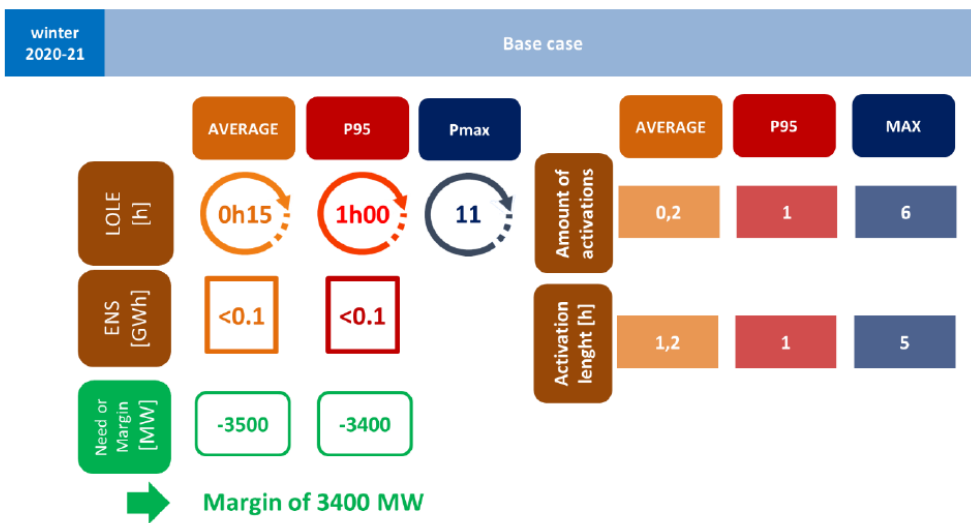 winter
2020-21
Base case
AVERAGE
P95
Pmax
LOLE
[h]
0h15
1h00
11
ENS
[GWh]
<0.1
<0.1
Need or
Margin
[MW]
-3500
-3400
Margin of 3400 MW
AVERAGE
P95
MAX
Amount of
activations
0,2
1
6
Activation
lenght [h]
1,2
1
5